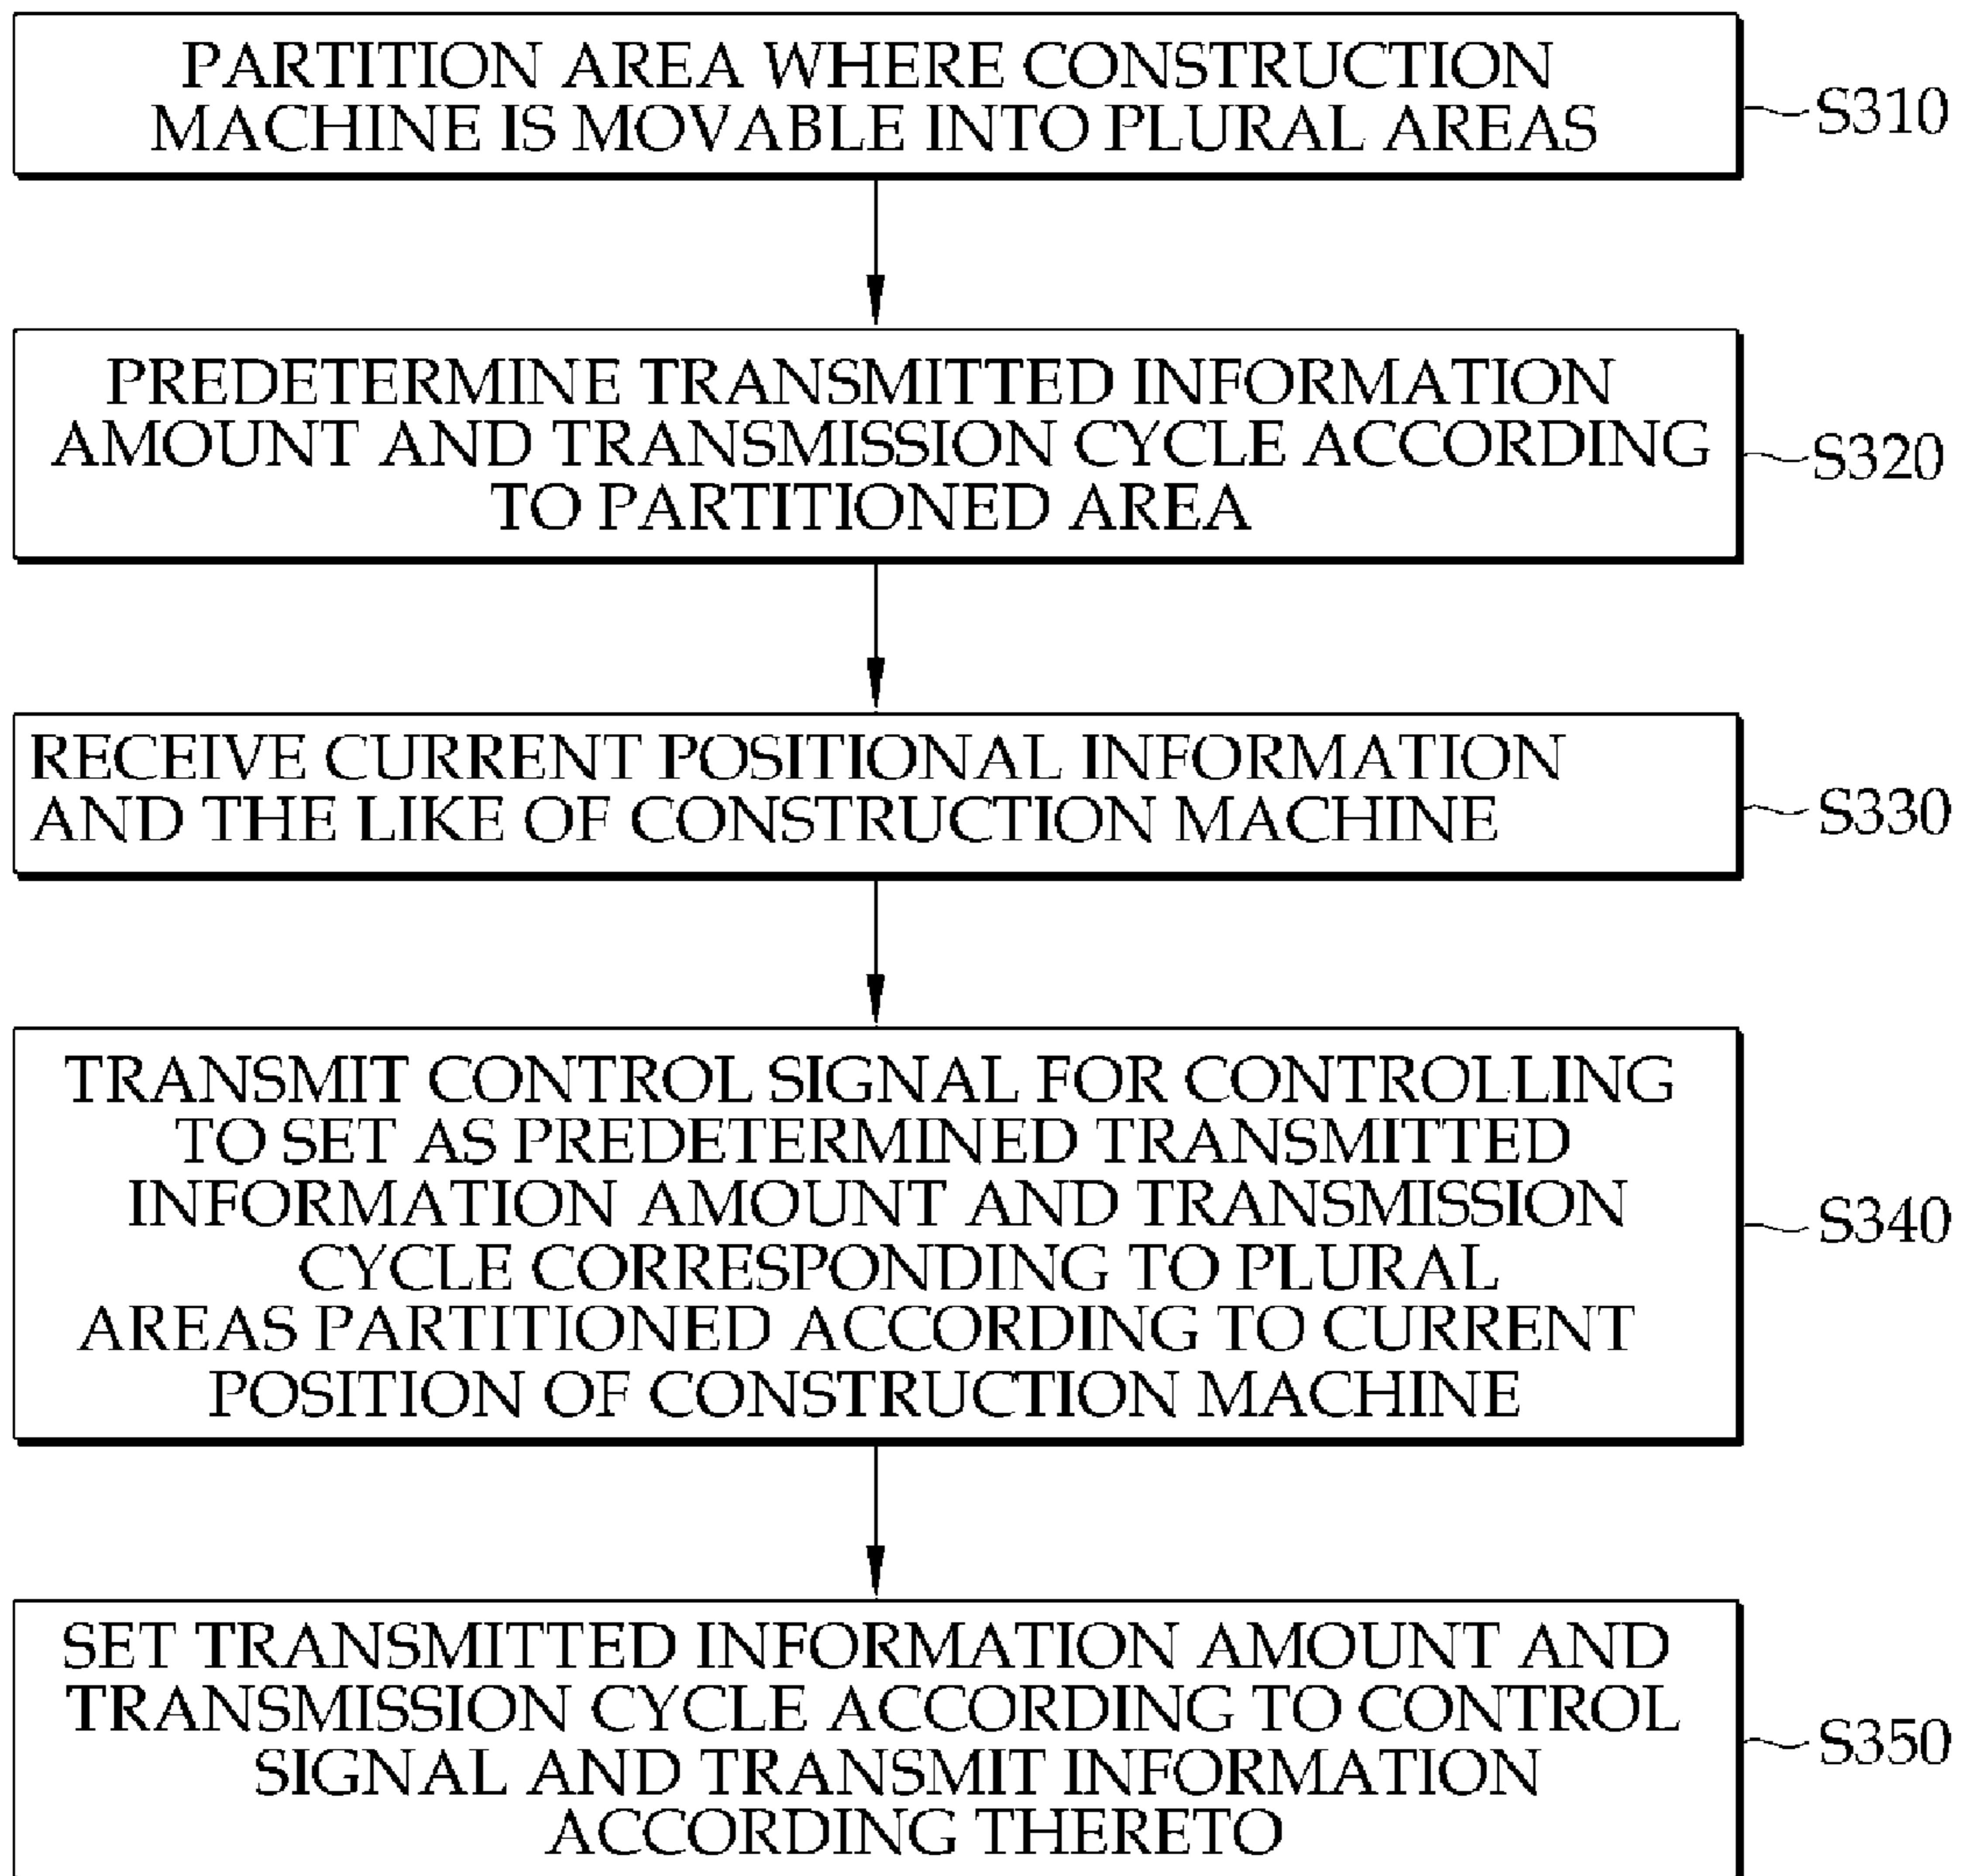 PARTITION AREA WHERE CONSTRUCTION
MACHINE IS MOVABLE INTO PLURAL AREAS
S310
PREDETERMINE TRANSMITTED INFORMATION
AMOUNT AND TRANSMISSION CYCLE ACCORDING
TO PARTITIONED AREA
S320
RECEIVE CURRENT POSITIONAL INFORMATION
AND THE LIKE OF CONSTRUCTION MACHINE
S330
TRANSMIT CONTROL SIGNAL FOR CONTROLLING
TO SET AS PREDETERMINED TRANSMITTED
INFORMATION AMOUNT AND TRANSMISSION
CYCLE CORRESPONDING TO PLURAL
AREAS PARTITIONED ACCORDING TO CURRENT
POSITION OF CONSTRUCTION MACHINE
S340
SET TRANSMITTED INFORMATION AMOUNT AND
TRANSMISSION CYCLE ACCORDING TO CONTROL
SIGNAL AND TRANSMIT INFORMATION
ACCORDING THERETO
S350